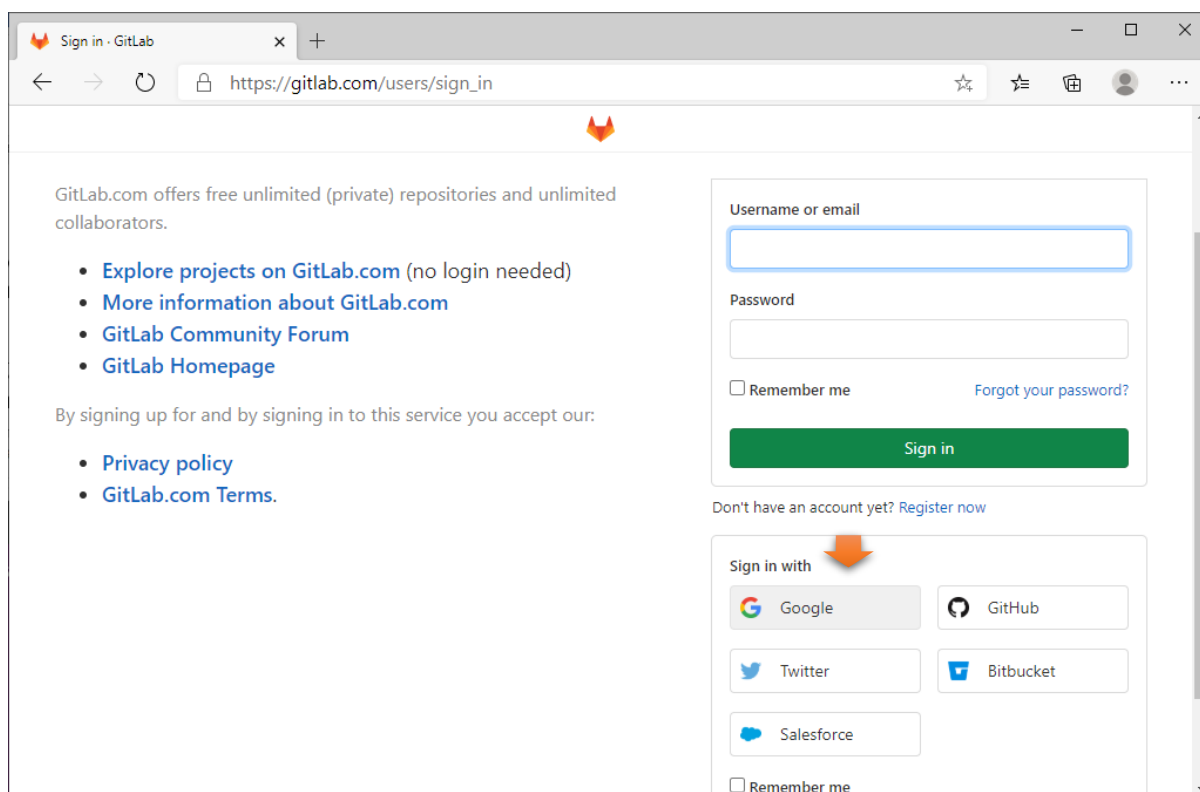 Sign in · GitLab
https://gitlab.com/users/sign_in
GitLab.com offers free unlimited (private) repositories and unlimited
collaborators.
Explore projects on GitLab.com (no login needed)
More information about GitLab.com
GitLab Community Forum
GitLab Homepage
By signing up for and by signing in to this service you accept our:
Privacy policy
GitLab.com Terms.
Username or email
Password
Remember me
Forgot your password?
Sign in
Don't have an account yet? Register now
Sign in with
Google
GitHub
Twitter
Bitbucket
Salesforce
Remember me